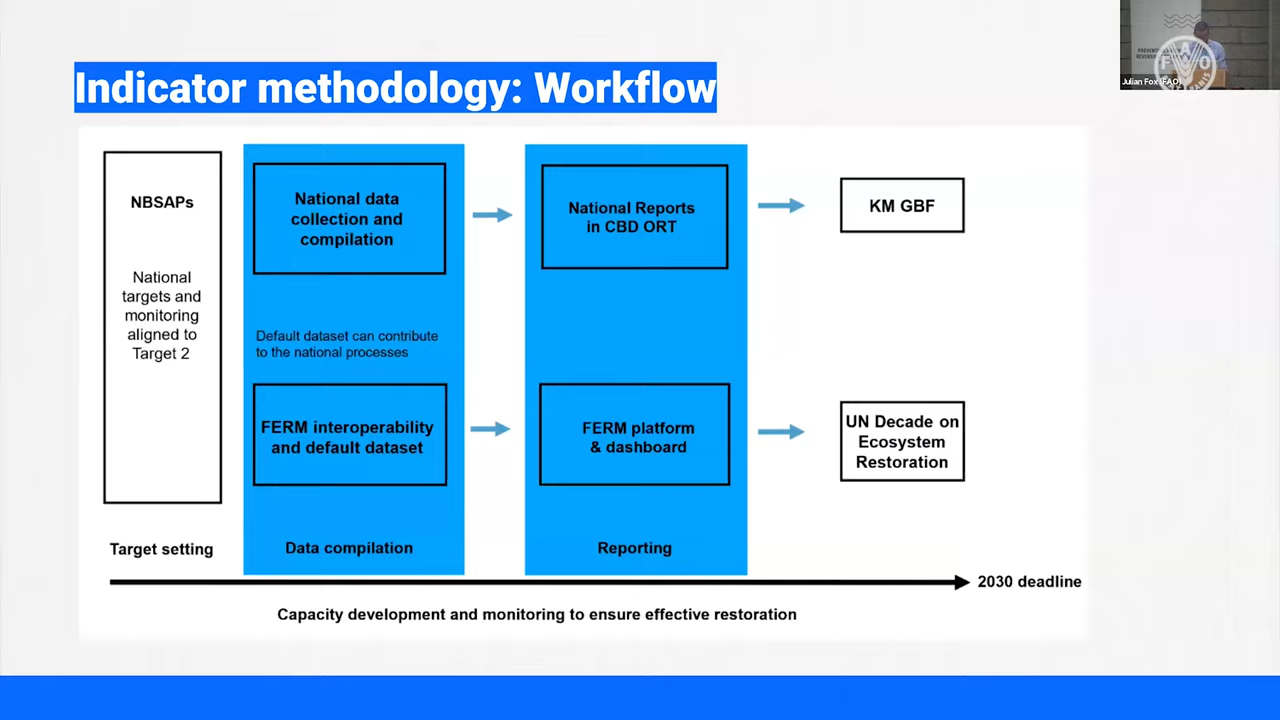 Indicator methodology: Workflow
NBSAPs
National
targets and
monitoring
aligned to
Target 2
Target setting
National data
collection and
compilation
Default dataset can contribute
to the national processes
FERM interoperability
and default dataset
Data compilation
National Reports
in CBD ORT
FERM platform
& dashboard
Reporting
KM GBF
UN Decade on
Ecosystem
Restoration
2030 deadline
Capacity development and monitoring to ensure effective restoration
Julian Fox (FAO)
FAO